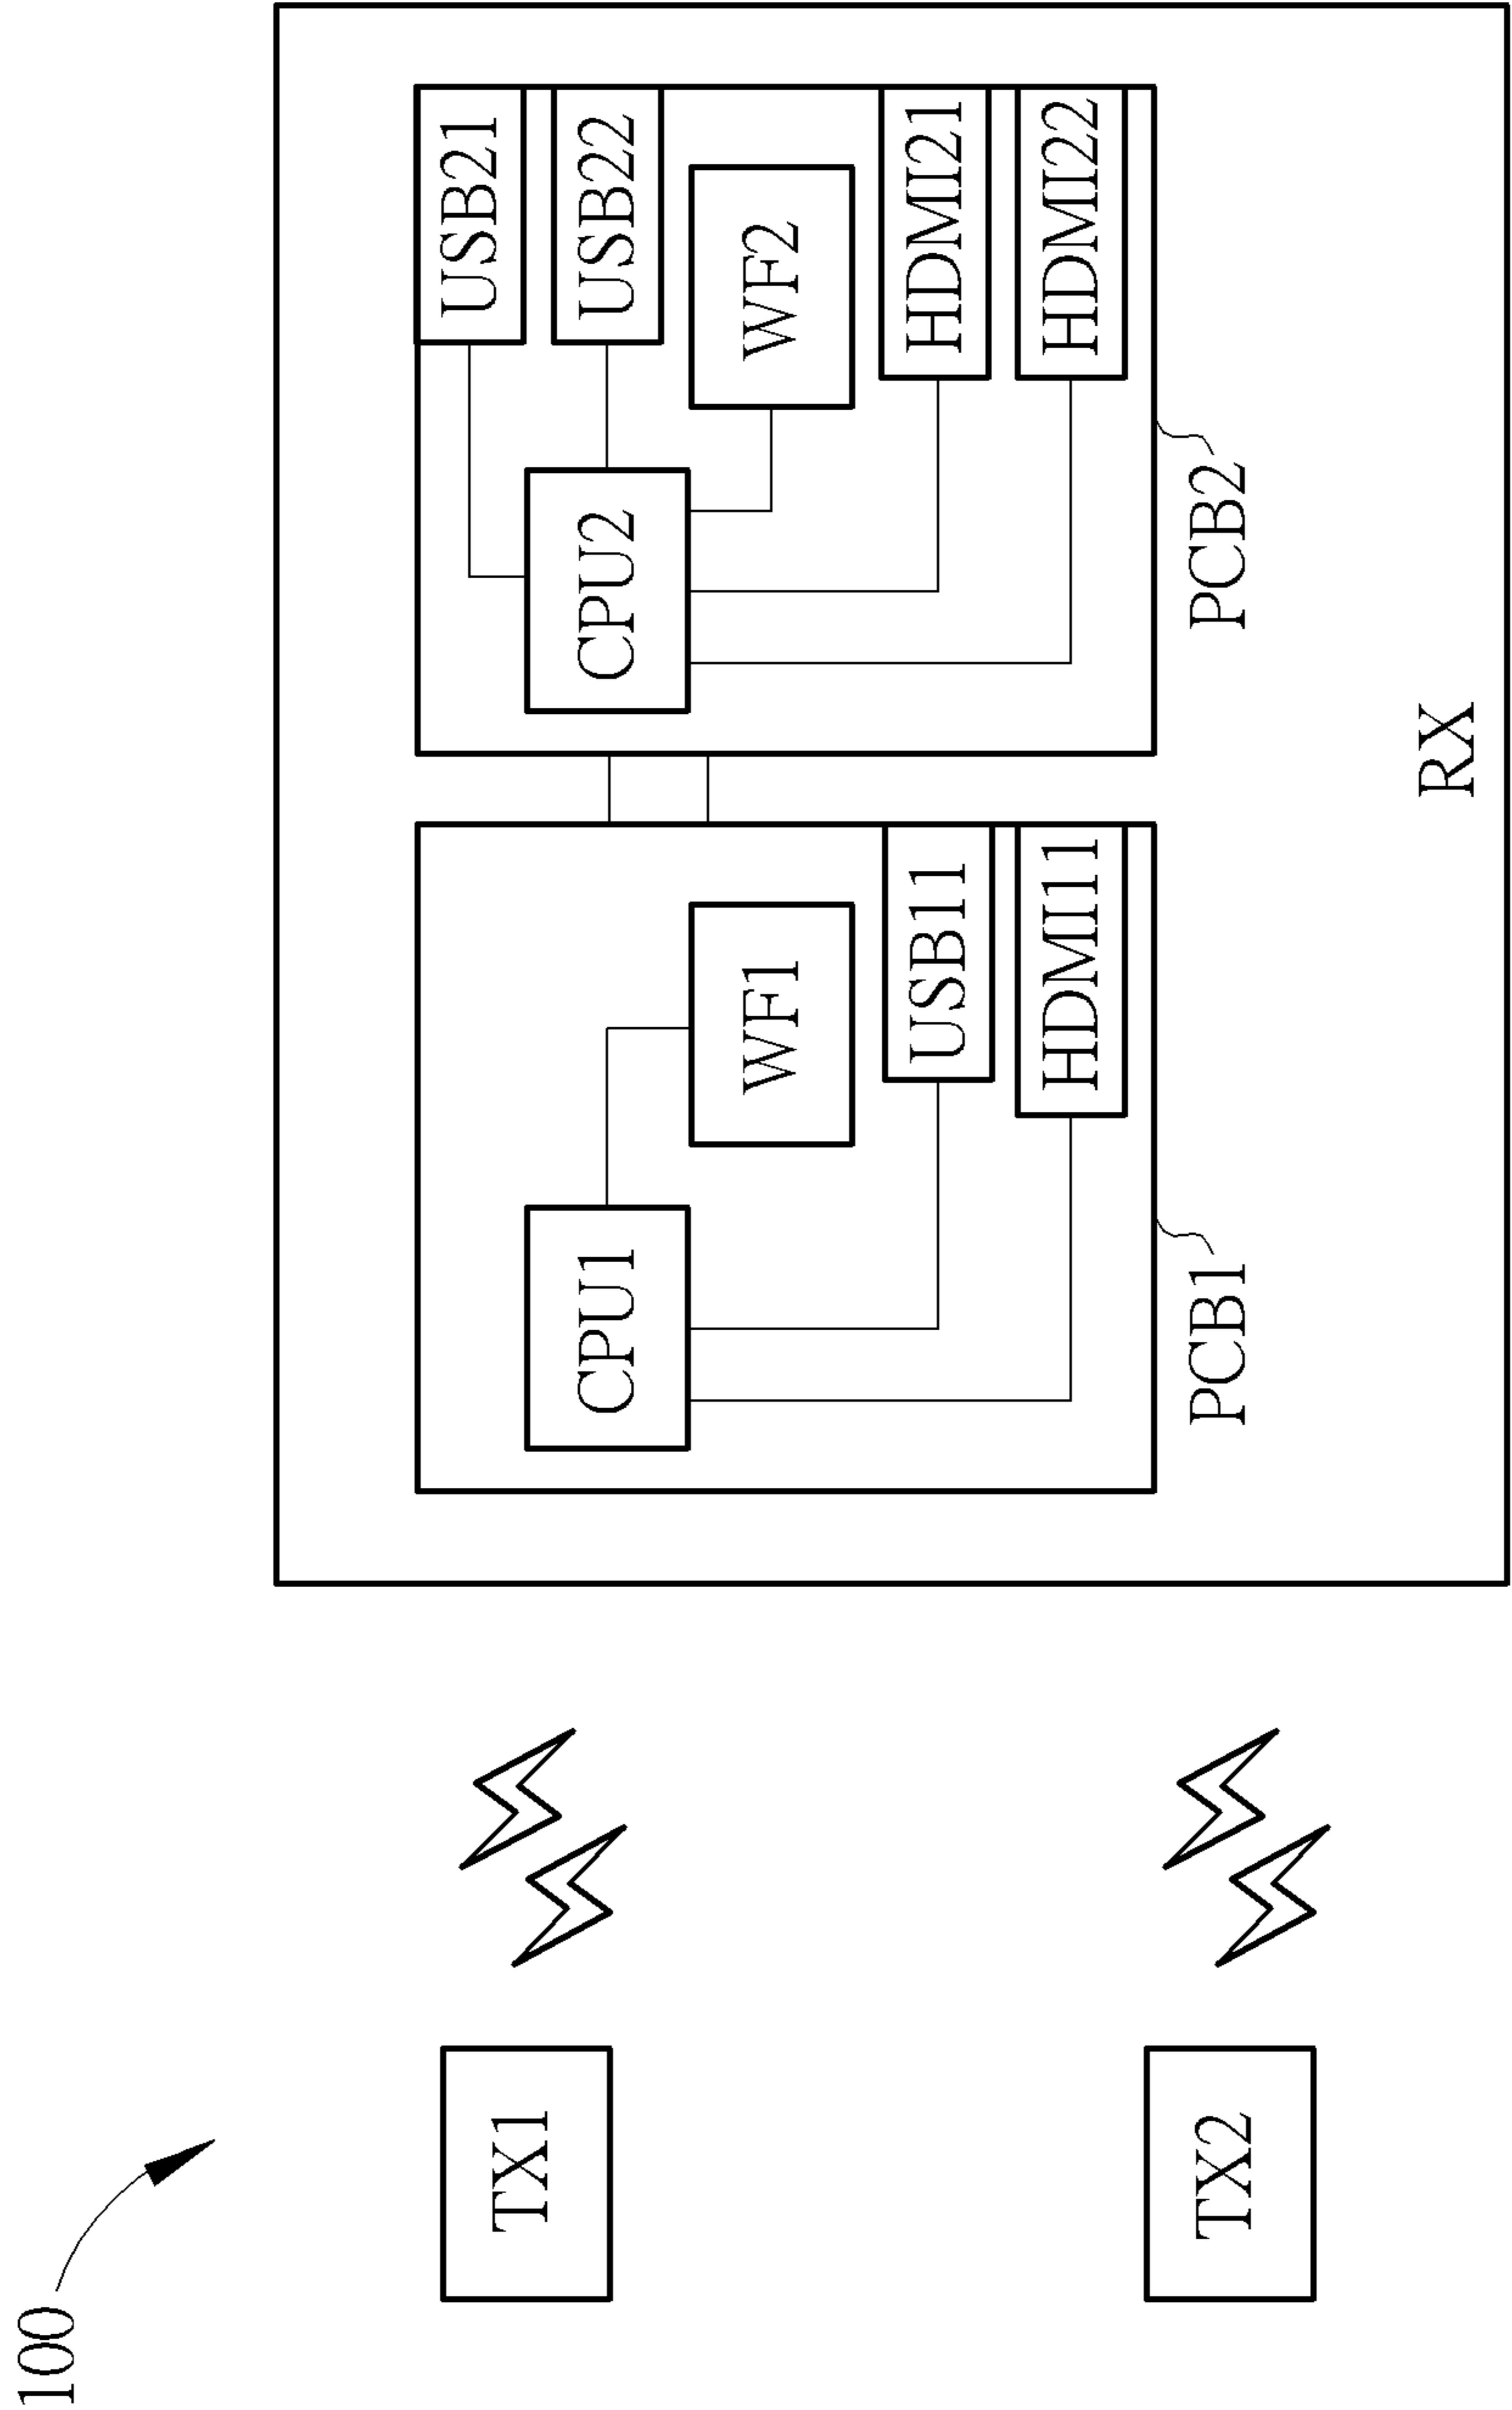 100
TX1
TX2
CPU1
WF1
USB11
HDMI11
PCB1
USB21
USB22
CPU2
WF2
HDMI21
HDMI22
PCB2
RX